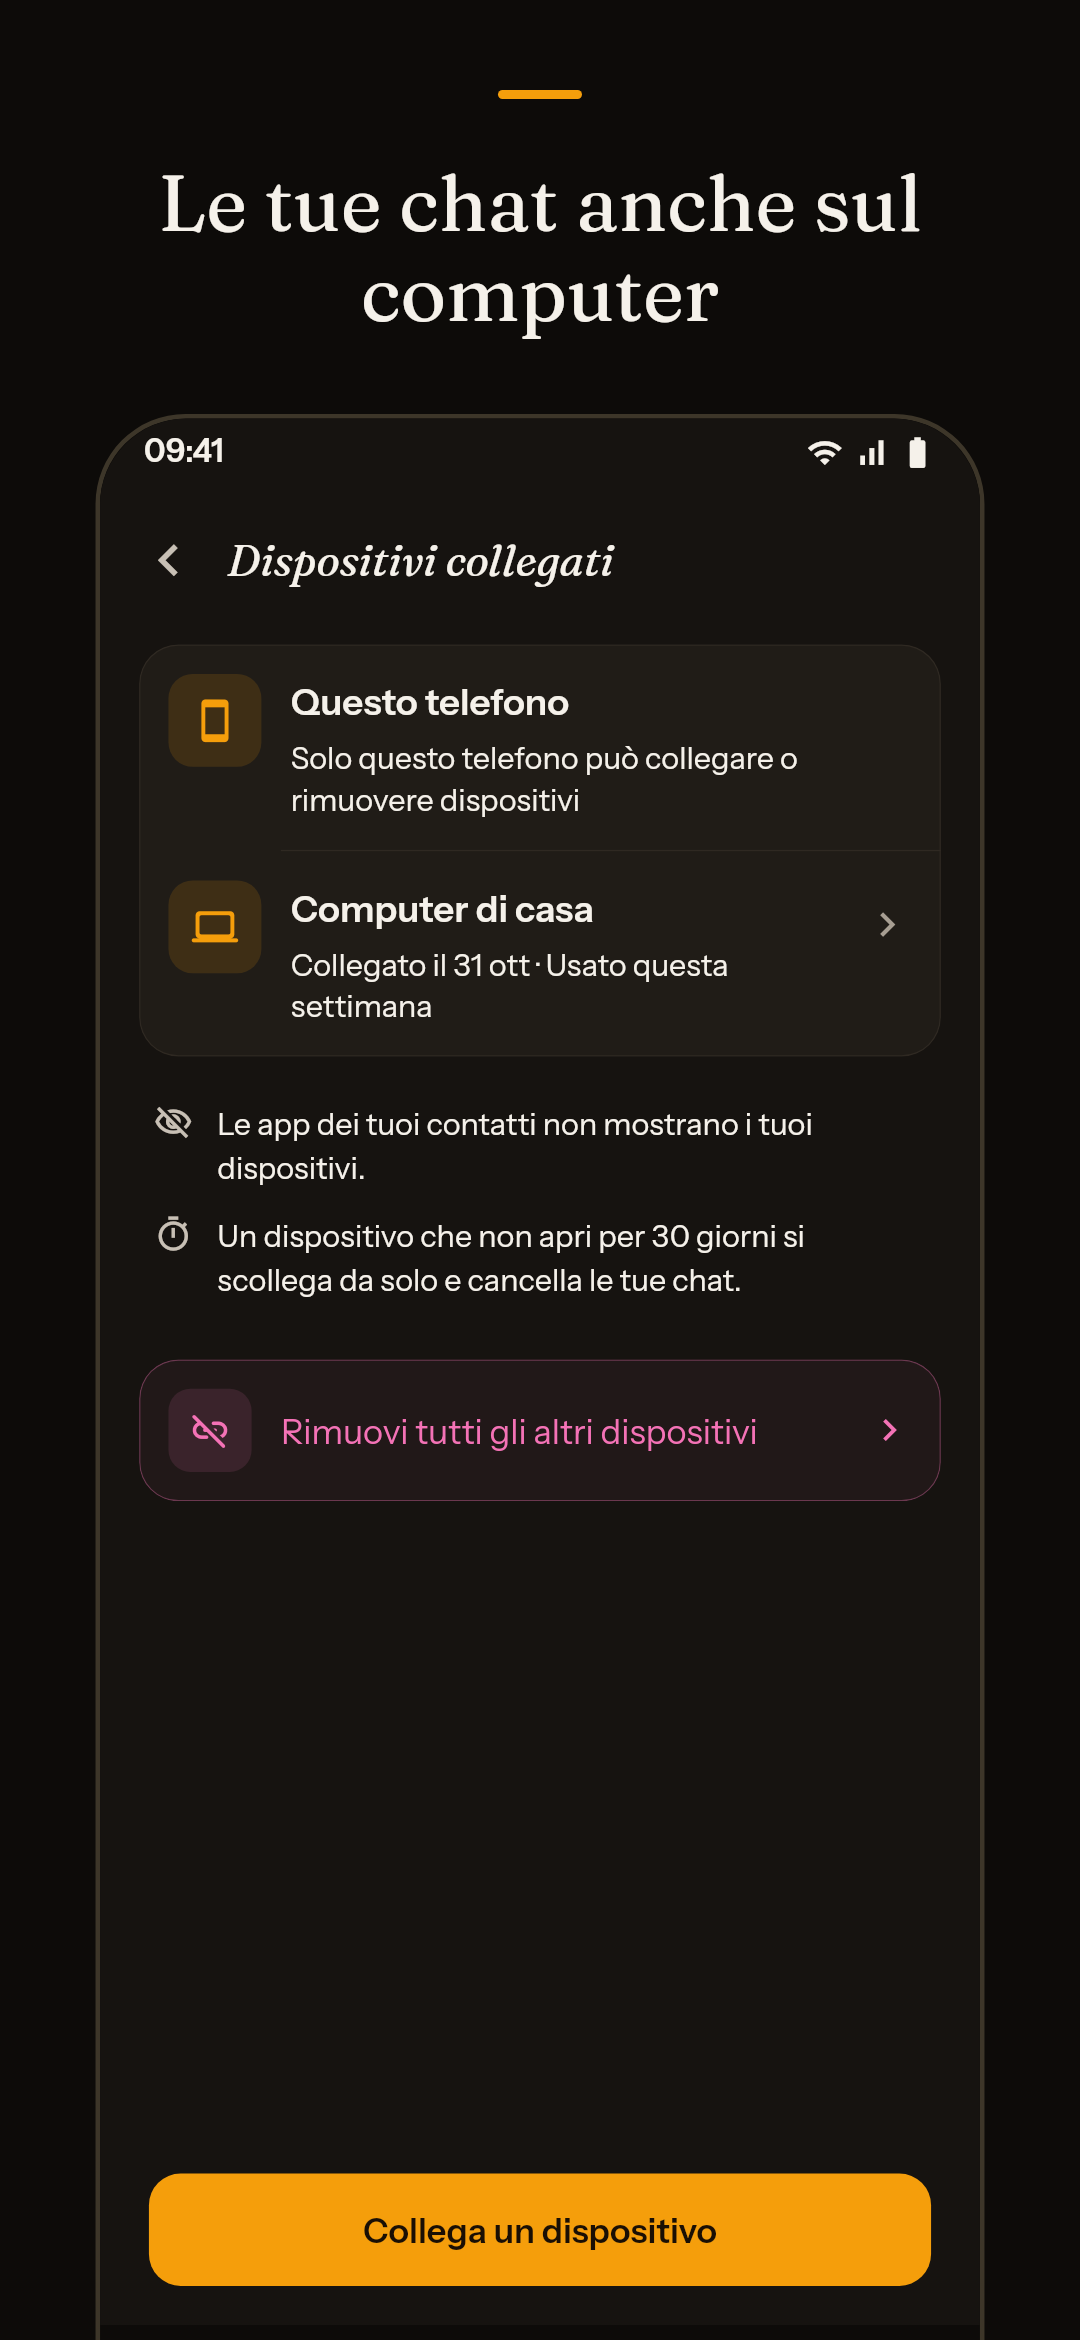 Le tue chat anche sul
computer
09:41
Dispositivi collegati
Questo telefono
Solo questo telefono può collegare o
rimuovere dispositivi
Computer di casa
Collegato il 31 ott · Usato questa
settimana
Le app dei tuoi contatti non mostrano i tuoi
dispositivi.
Un dispositivo che non apri per 30 giorni si
scollega da solo e cancella le tue chat.
Rimuovi tutti gli altri dispositivi
Collega un dispositivo